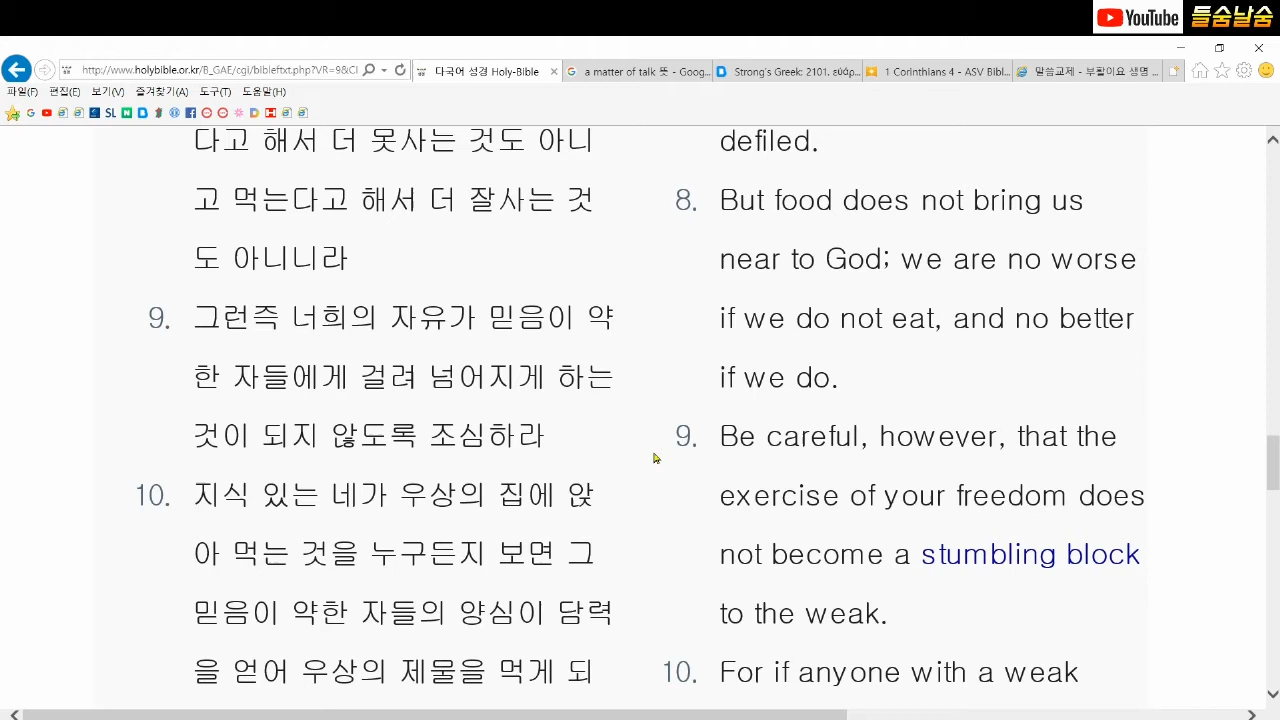 YouTube 들숨날숨
http://www.holybible.or.kr/B_GAE/cgi/bibleftxt.php?VR=9&CI
다국어 성경 Holy-Bible
a matter of talk 뜻 - Goog...
Strong's Greek: 2101. εὐάρ...
1 Corinthians 4 - ASV Bibl...
말씀교제 - 부활이요 생명 ...
파일(F) 편집(E) 보기(V) 즐겨찾기(A) 도구(T) 도움말(H)
다고 해서 더 못사는 것도 아니
고 먹는다고 해서 더 잘사는 것
도 아니니라
9. 그런즉 너희의 자유가 믿음이 약
한 자들에게 걸려 넘어지게 하는
것이 되지 않도록 조심하라
10. 지식 있는 네가 우상의 집에 앉
아 먹는 것을 누구든지 보면 그
믿음이 약한 자들의 양심이 담력
을 얻어 우상의 제물을 먹게 되
defiled.
8. But food does not bring us
near to God; we are no worse
if we do not eat, and no better
if we do.
9. Be careful, however, that the
exercise of your freedom does
not become a stumbling block
to the weak.
10. For if anyone with a weak